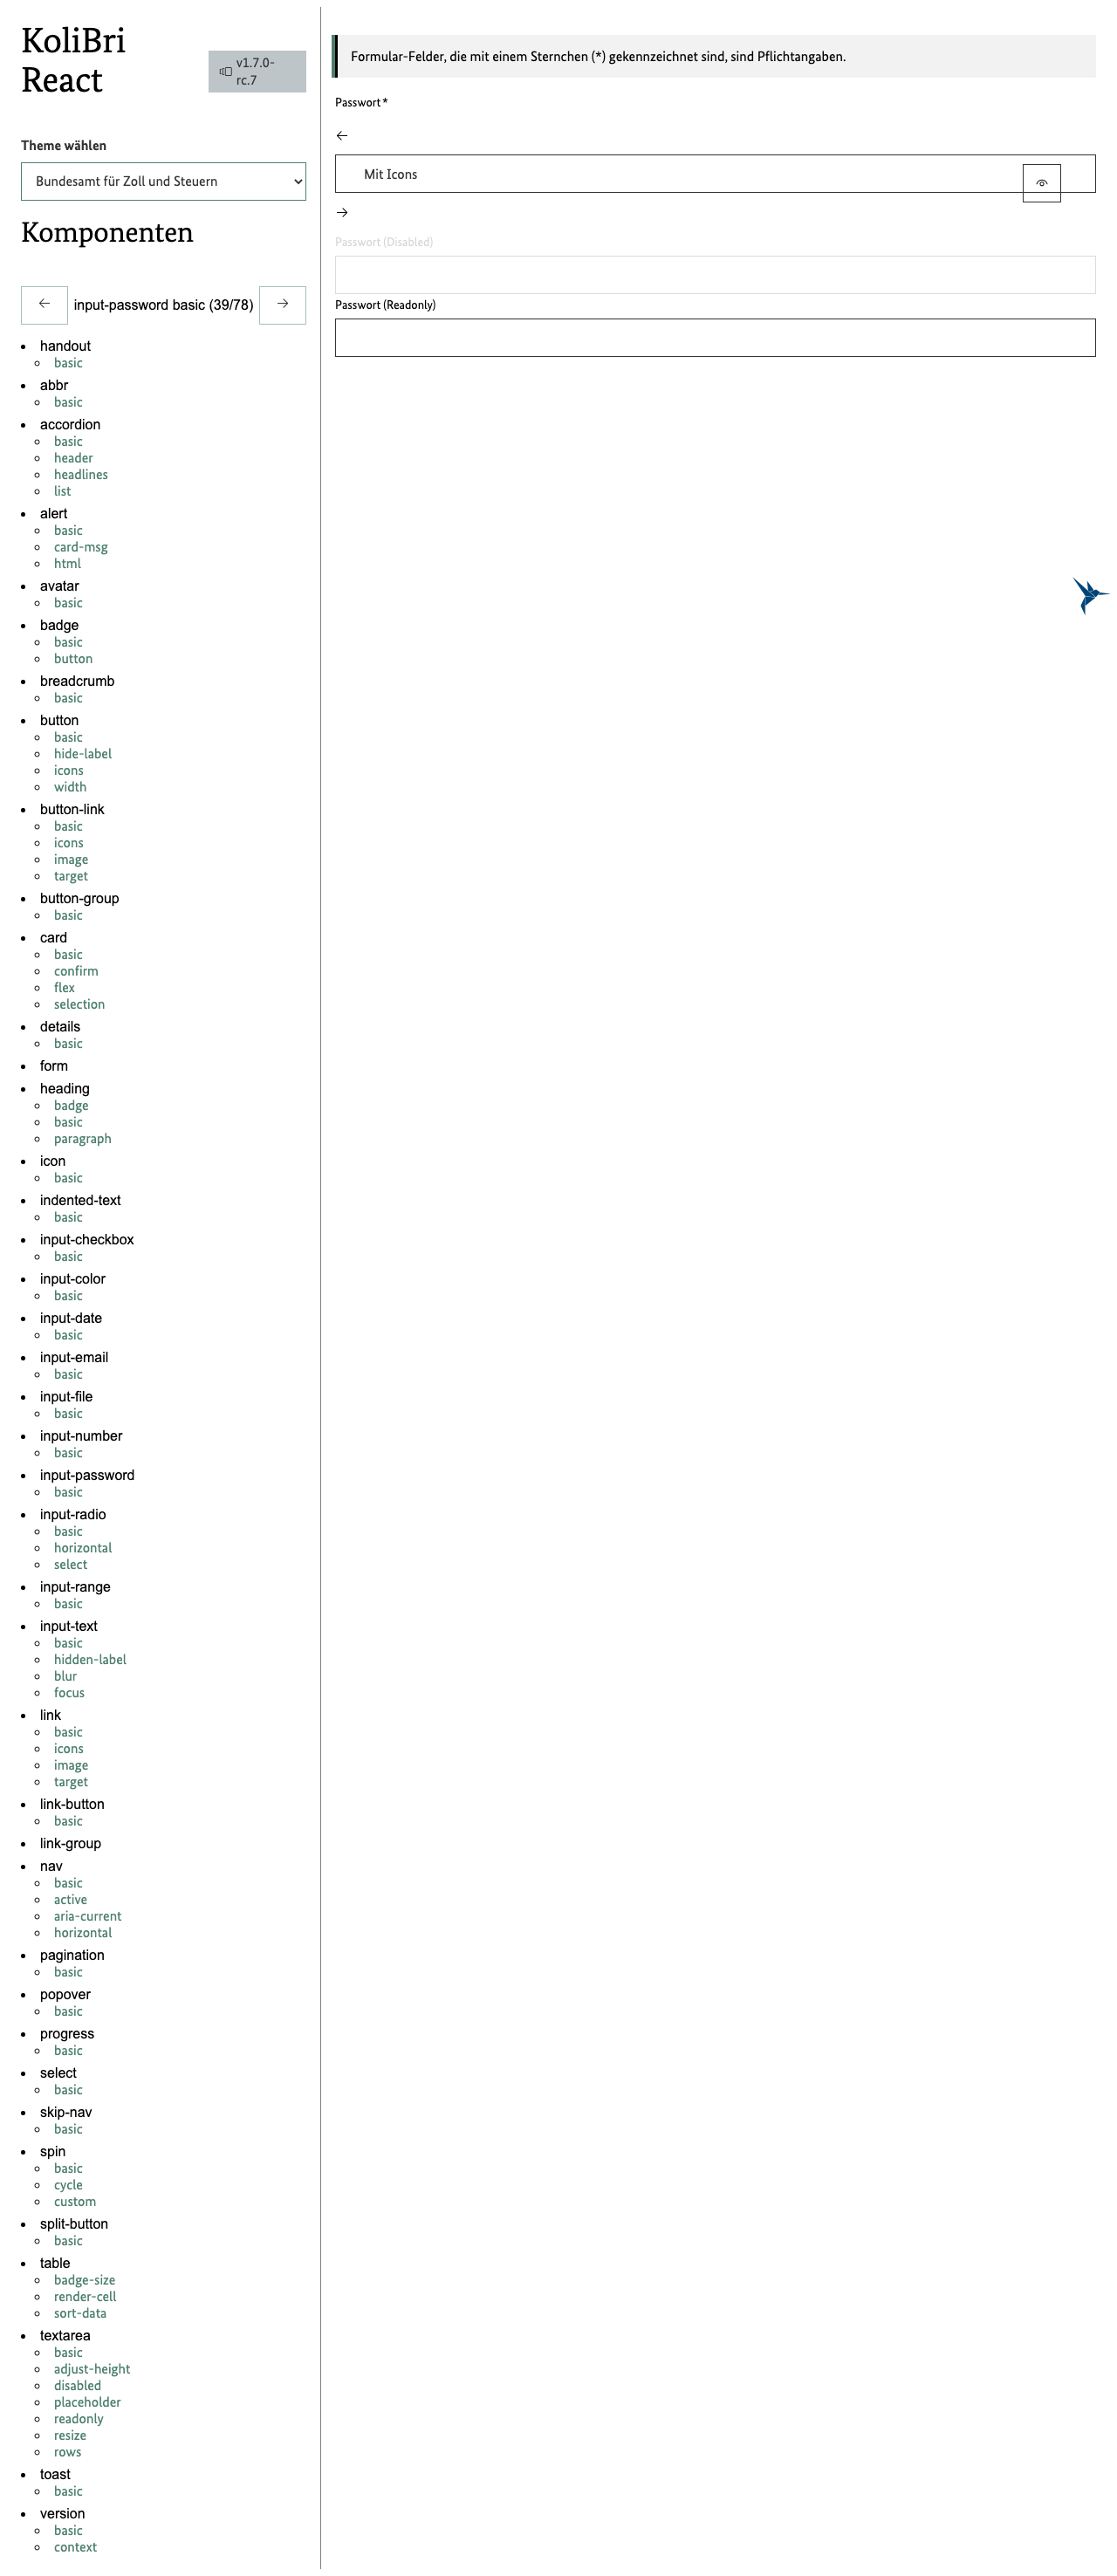 KoliBri
React
v1.7.0-
rc.7
Theme wählen
Bundesamt für Zoll und Steuern
Komponenten
input-password basic (39/78)
handout
basic
abbr
basic
accordion
basic
header
headlines
list
alert
basic
card-msg
html
avatar
basic
badge
basic
button
breadcrumb
basic
button
basic
hide-label
icons
width
button-link
basic
icons
image
target
button-group
basic
card
basic
confirm
flex
selection
details
basic
form
heading
badge
basic
paragraph
icon
basic
indented-text
basic
input-checkbox
basic
input-color
basic
input-date
basic
input-email
basic
input-file
basic
input-number
basic
input-password
basic
input-radio
basic
horizontal
select
input-range
basic
input-text
basic
hidden-label
blur
focus
link
basic
icons
image
target
link-button
basic
link-group
nav
basic
active
aria-current
horizontal
pagination
basic
popover
basic
progress
basic
select
basic
skip-nav
basic
spin
basic
cycle
custom
split-button
basic
table
badge-size
render-cell
sort-data
textarea
basic
adjust-height
disabled
placeholder
readonly
resize
rows
toast
basic
version
basic
context
Formular-Felder, die mit einem Sternchen (*) gekennzeichnet sind, sind Pflichtangaben.
Passwort*
Mit Icons
Passwort (Disabled)
Passwort (Readonly)